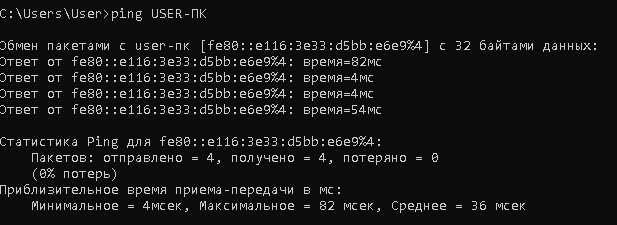 C:\Users\User>ping USER-ПК
Обмен пакетами с user-пк [fe80::e116:3e33:d5bb:e6e9%4] с 32 байтами данных:
Ответ от fe80::e116:3e33:d5bb:e6e9%4: время=82мс
Ответ от fe80::e116:3e33:d5bb:e6e9%4: время=4мс
Ответ от fe80::e116:3e33:d5bb:e6e9%4: время=4мс
Ответ от fe80::e116:3e33:d5bb:e6e9%4: время=54мс
Статистика Ping для fe80::e116:3e33:d5bb:e6e9%4:
Пакетов: отправлено = 4, получено = 4, потеряно = 0
(0% потерь)
Приблизительное время приема-передачи в мс:
Минимальное = 4мсек, Максимальное = 82 мсек, Среднее = 36 мсек